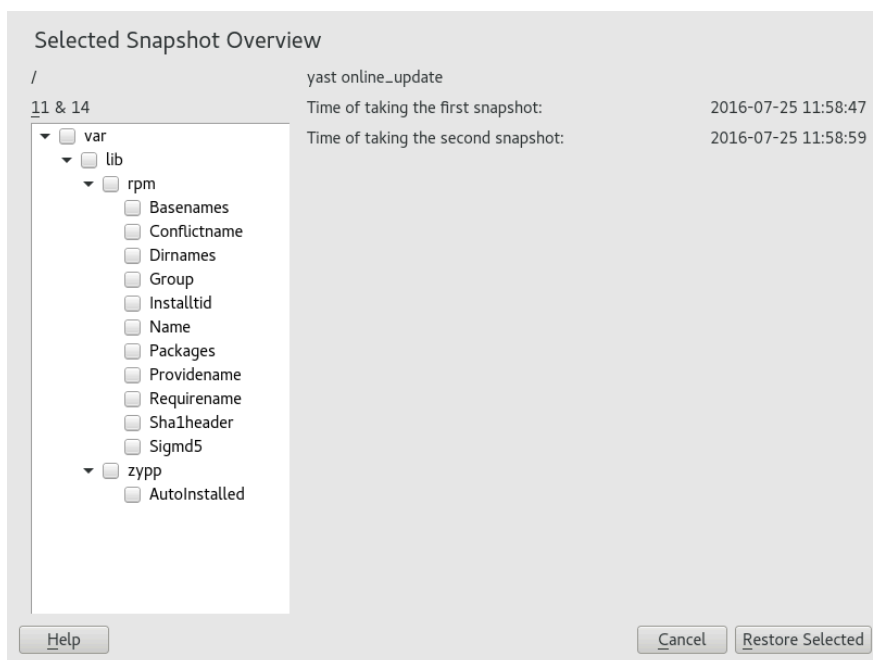 Selected Snapshot Overview
/
yast online_update
11 & 14
Time of taking the first snapshot: 2016-07-25 11:58:47
Time of taking the second snapshot: 2016-07-25 11:58:59
var
lib
rpm
Basenames
Conflictname
Dirnames
Group
Installtid
Name
Packages
Providename
Requirename
Sha1header
Sigmd5
zypp
AutoInstalled
Help
Cancel
Restore Selected